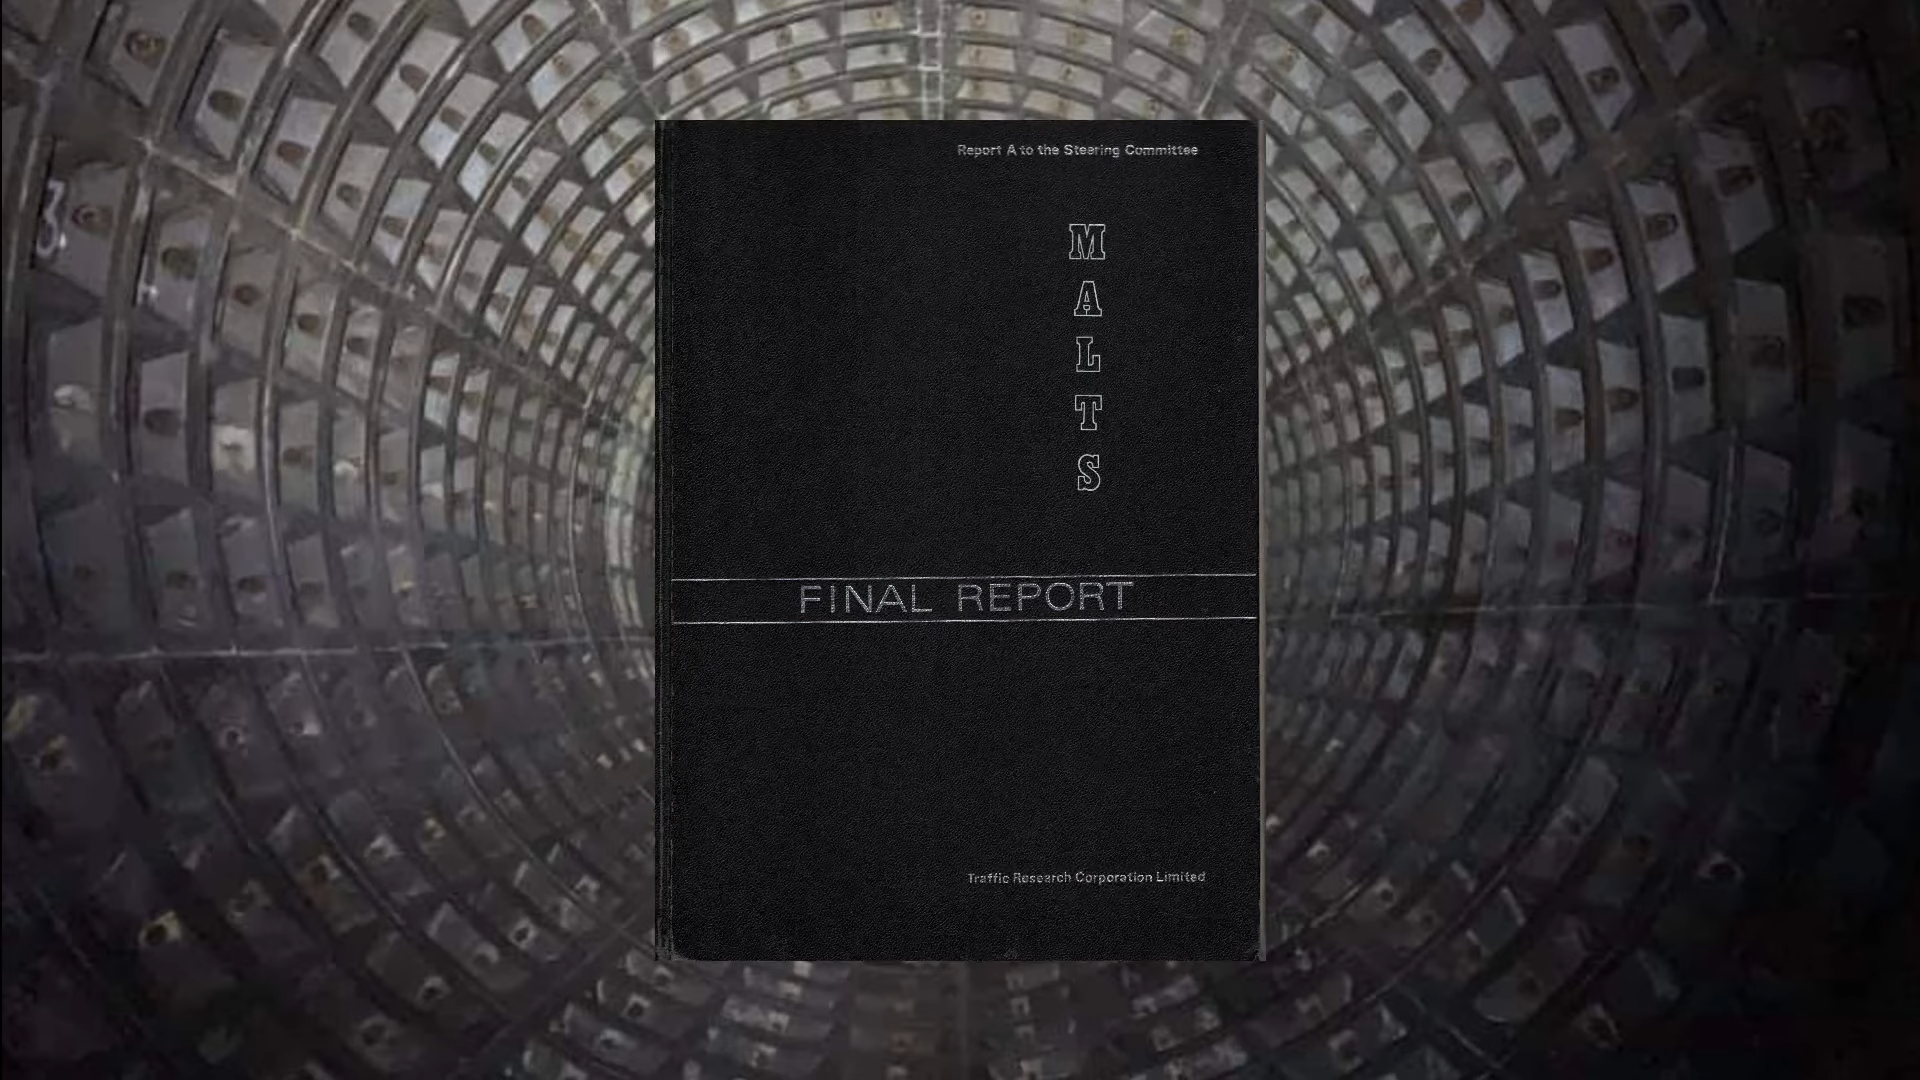 Report A to the Steering Committee
M
A
L
T
S
FINAL REPORT
Traffic Research Corporation Limited